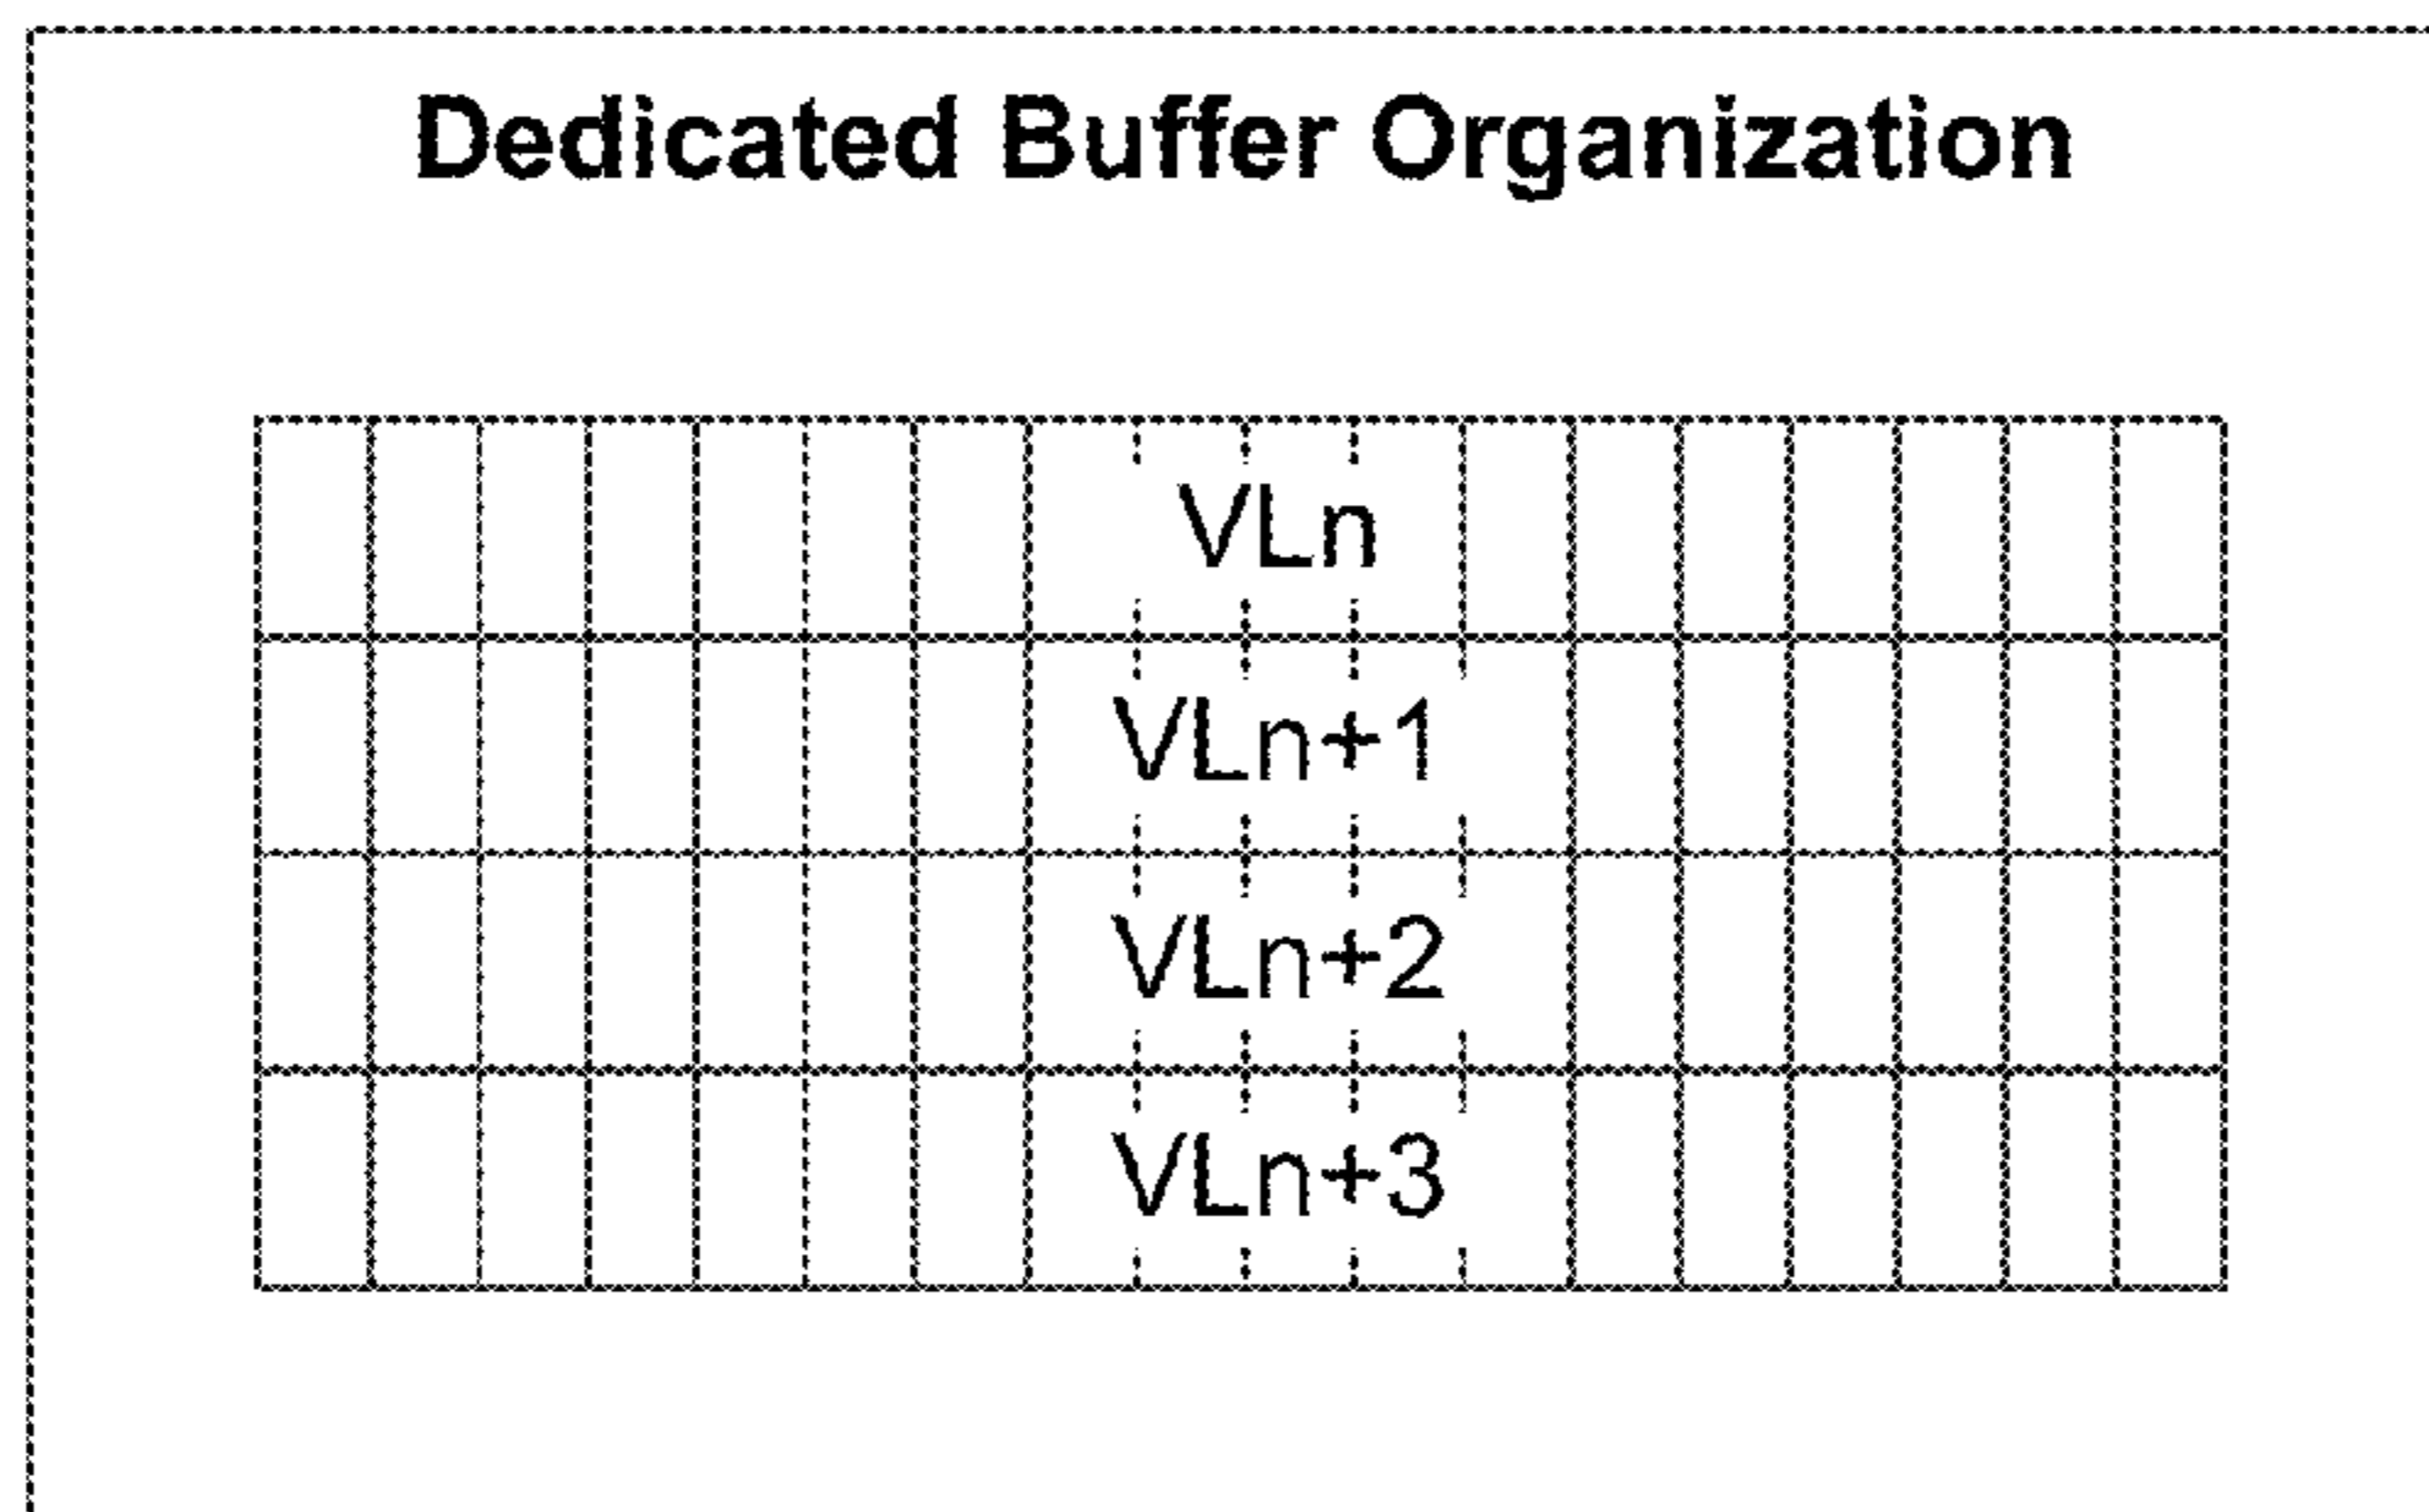 Dedicated Buffer Organization
VLn
VLn+1
VLn+2
VLn+3